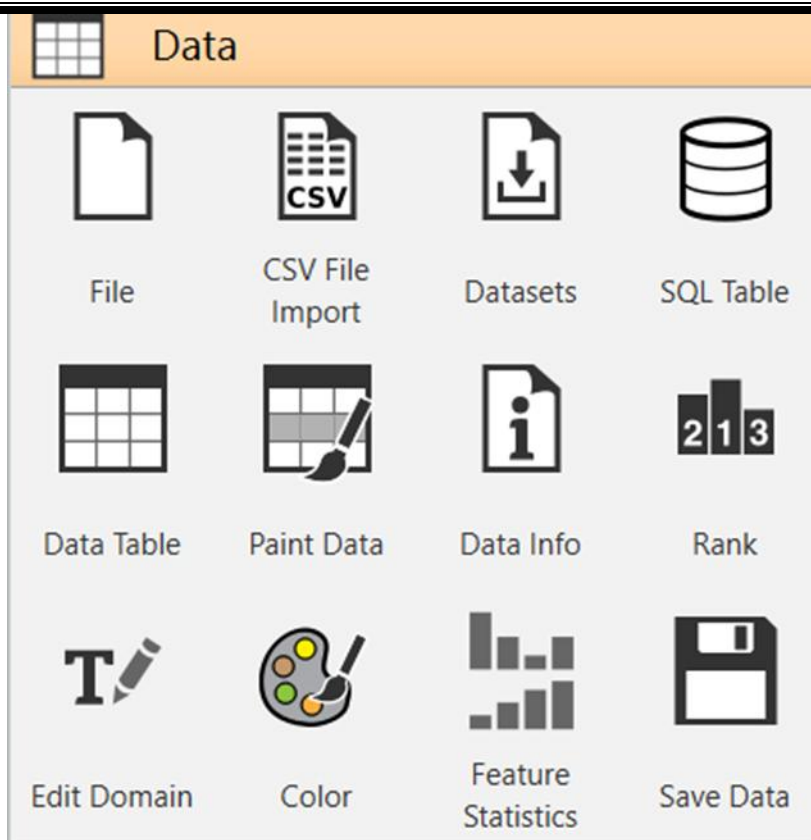 Data
CSV
File
CSV File
Import
Datasets
SQL Table
2 1 3
Data Table
Paint Data
Data Info
Rank
T
Edit Domain
Color
Feature
Statistics
Save Data